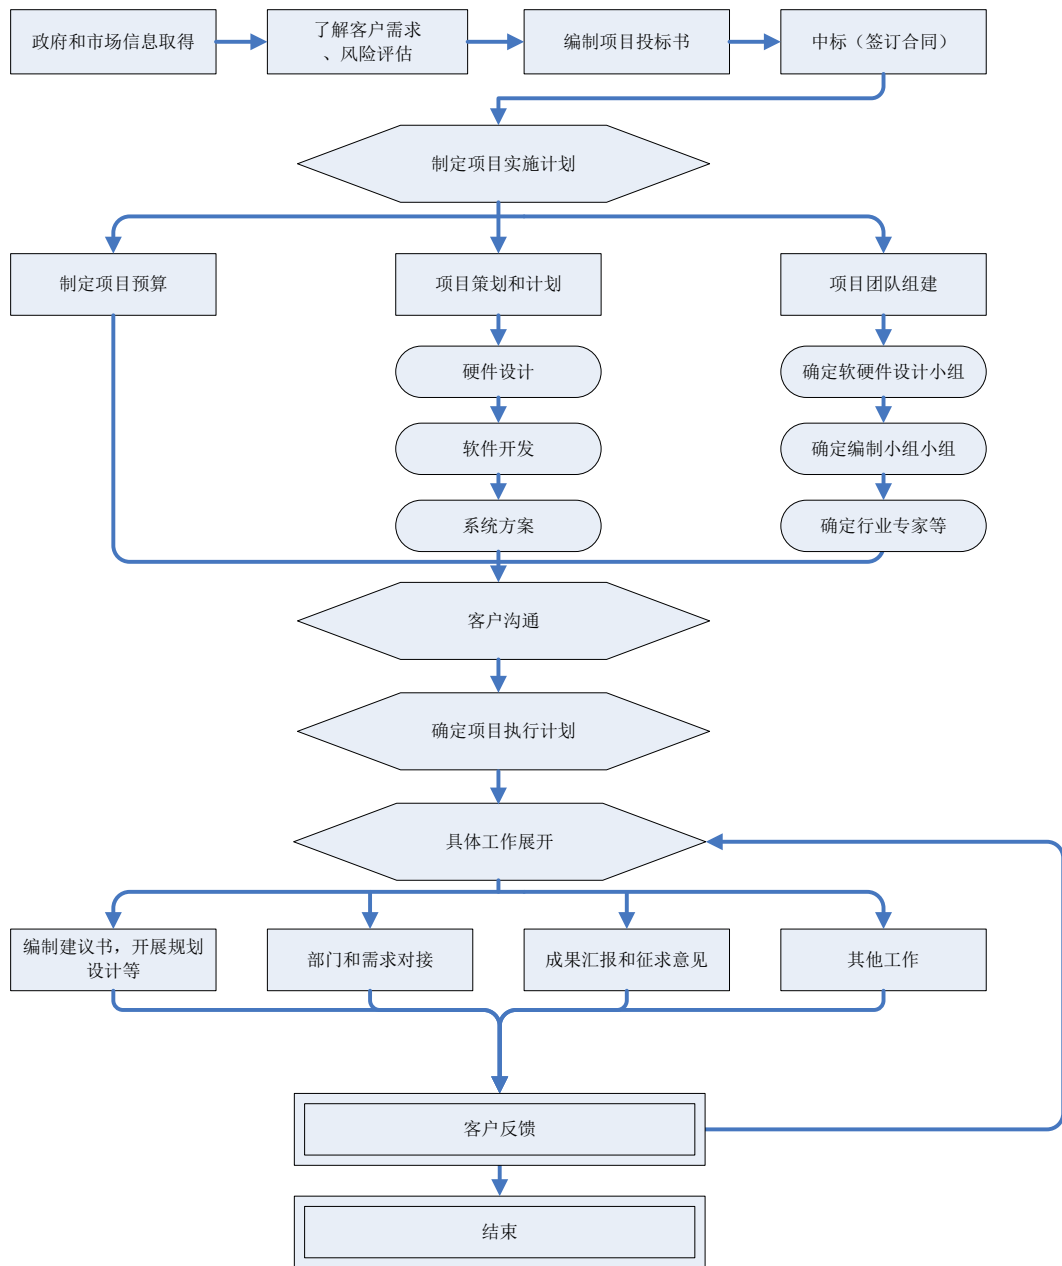 政府和市场信息取得
了解客户需求
、风险评估
编制项目投标书
中标（签订合同）
制定项目实施计划
制定项目预算
项目策划和计划
项目团队组建
硬件设计
确定软硬件设计小组
软件开发
确定编制小组小组
系统方案
确定行业专家等
客户沟通
确定项目执行计划
具体工作展开
编制建议书，开展规划
设计等
部门和需求对接
成果汇报和征求意见
其他工作
客户反馈
结束